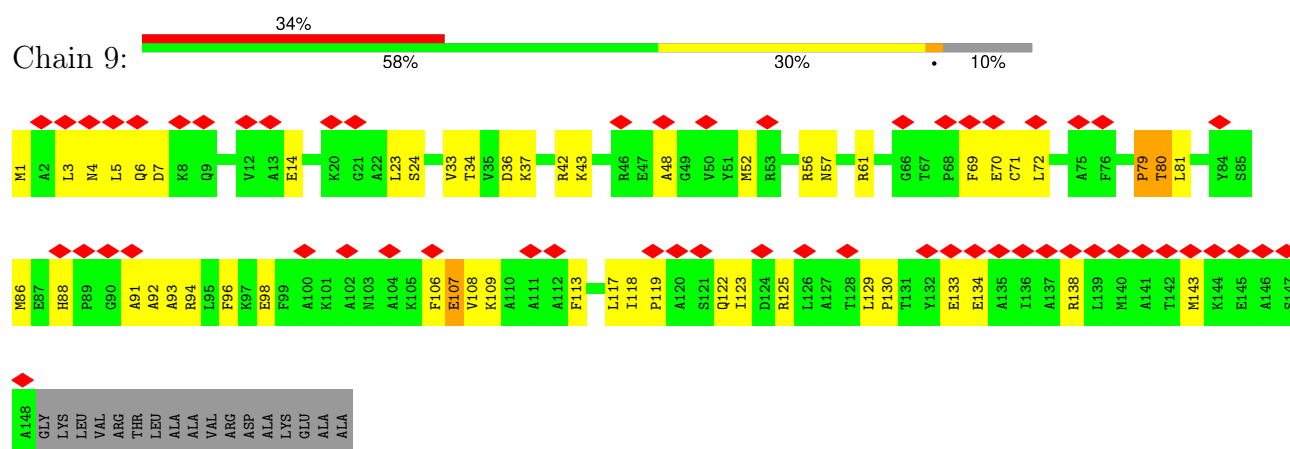 34%
Chain 9:
58% 30% • 10%
M1 A2 L3 N4 L5 Q6 D7 K8 Q9 V12 A13 E14 K20 G21 A22 L23 S24 V33 T34 V35 D36 K37 R42 K43 R46 E47 A48 G49 V50 Y51 M52 R53 R56 N57 R61 G66 T67 P68 F69 E70 C71 L72 A75 F76 P79 T80 L81 Y84 S85
M86 E87 H88 P89 G90 A91 A92 A93 R94 L95 F96 K97 E98 F99 A100 K101 A102 N103 A104 K105 F106 E107 V108 K109 A110 A111 A112 F113 L117 I118 P119 A120 S121 Q122 I123 D124 R125 L126 A127 T128 L129 P130 T131 Y132 E133 E134 A135 I136 A137 R138 L139 M140 A141 T142 M143 K144 E145 A146 S147
A148 GLY LYS LEU VAL ARG THR LEU ALA ALA VAL ARG ASP ALA LYS GLU ALA ALA